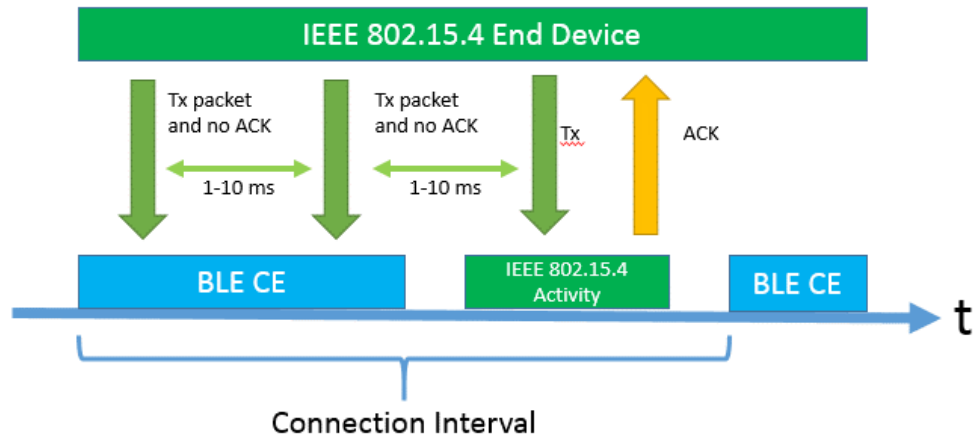 IEEE 802.15.4 End Device
Tx packet
and no ACK
Tx packet
and no ACK
Tx
ACK
1-10 ms
1-10 ms
BLE CE
IEEE 802.15.4
Activity
BLE CE
t
Connection Interval